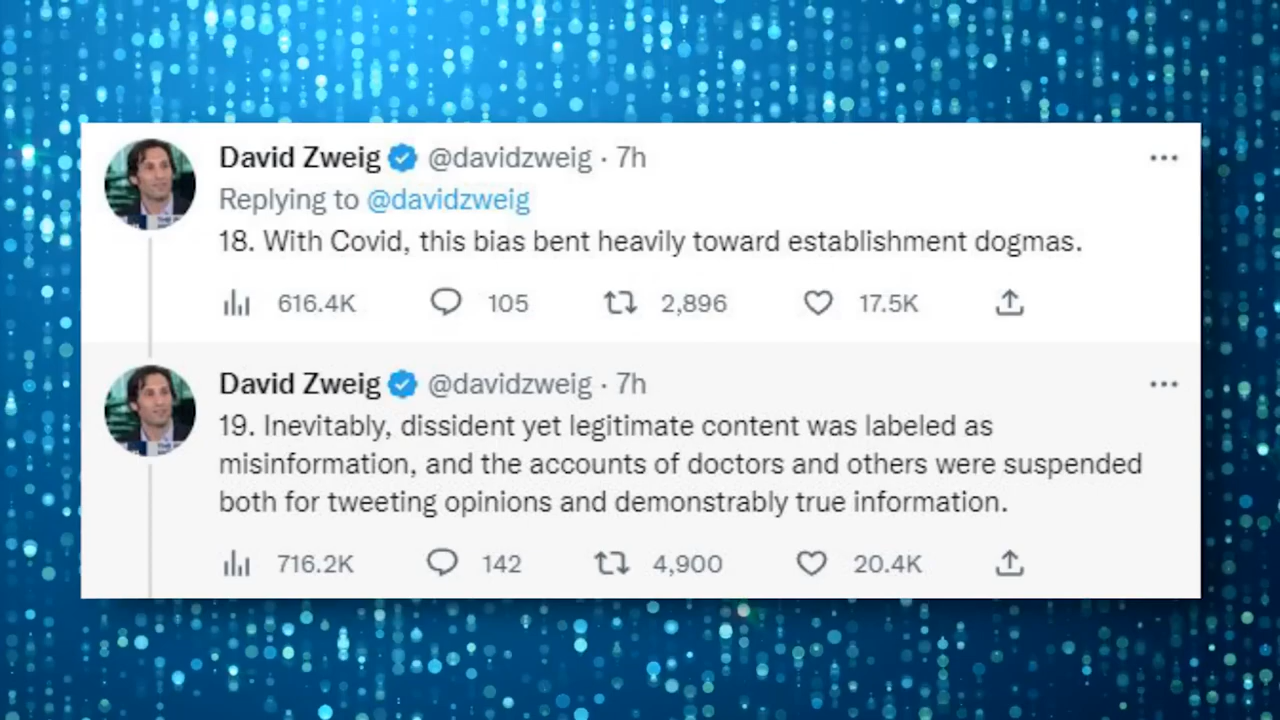 David Zweig @davidzweig · 7h
Replying to @davidzweig
18. With Covid, this bias bent heavily toward establishment dogmas.
616.4K 105 2,896 17.5K
David Zweig @davidzweig · 7h
19. Inevitably, dissident yet legitimate content was labeled as
misinformation, and the accounts of doctors and others were suspended
both for tweeting opinions and demonstrably true information.
716.2K 142 4,900 20.4K